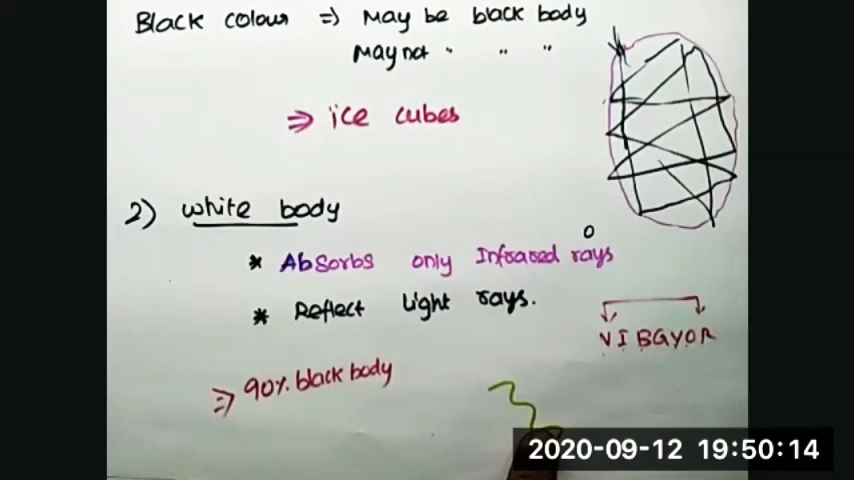 Black colour => May be black body
May not " " "
=> ice cubes
2) white body
* Absorbs only Infrared rays
* Reflect Light rays.
VIBGYOR
=> 90% black body
2020-09-12 19:50:14